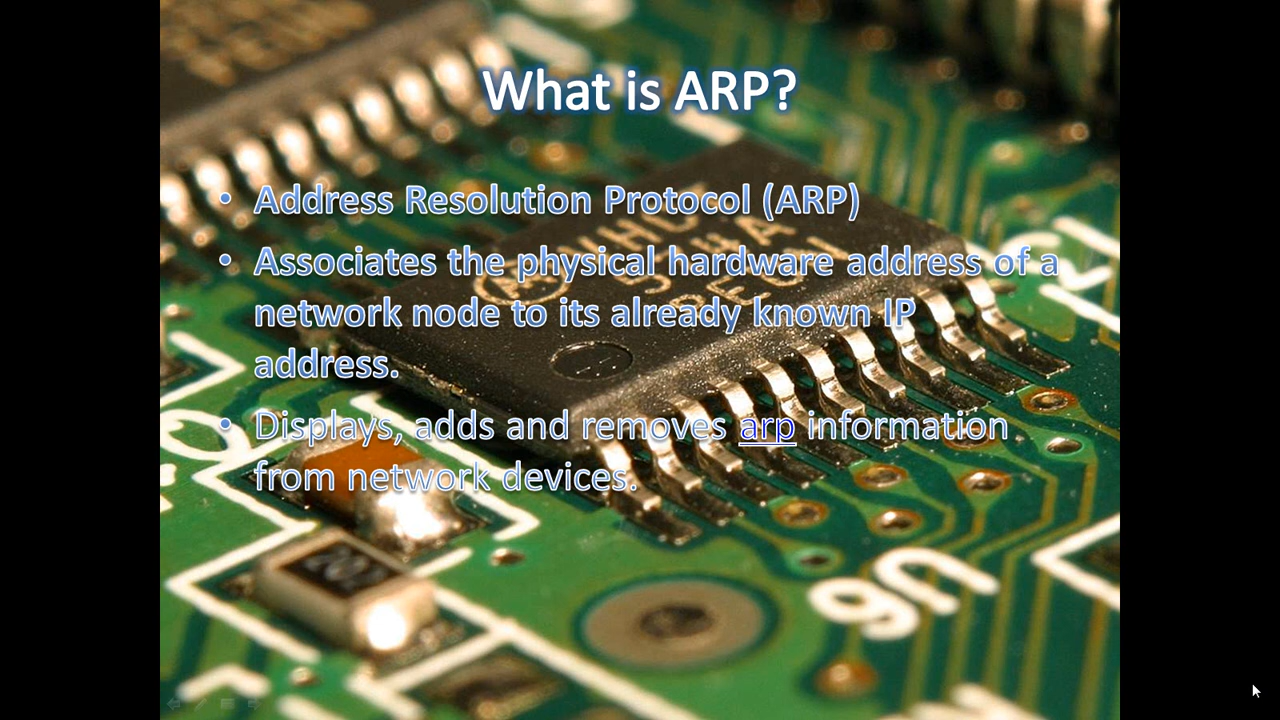 What is ARP?
• Address Resolution Protocol (ARP)
• Associates the physical hardware address of a
network node to its already known IP
address.
• Displays, adds and removes arp information
from network devices.
U6